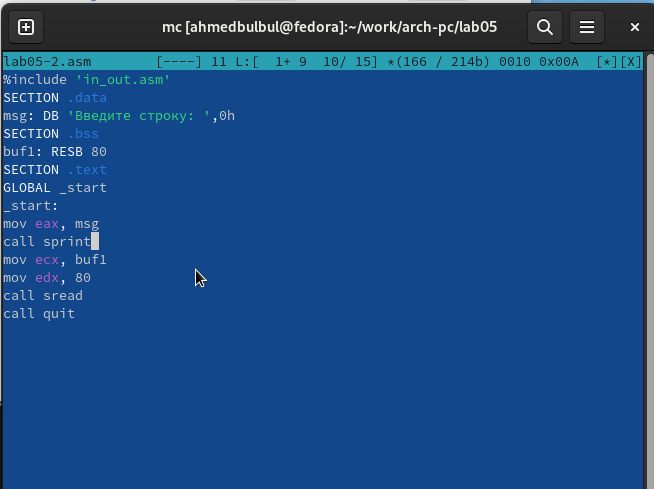 mc [ahmedbulbul@fedora]:~/work/arch-pc/lab05
lab05-2.asm [----] 11 L:[ 1+ 9 10/ 15] *(166 / 214b) 0010 0x00A [*][X]
%include 'in_out.asm'
SECTION .data
msg: DB 'Введите строку: ',0h
SECTION .bss
buf1: RESB 80
SECTION .text
GLOBAL _start
_start:
mov eax, msg
call sprint
mov ecx, buf1
mov edx, 80
call sread
call quit